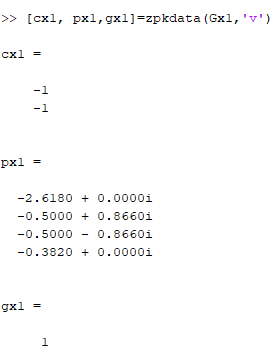 >> [cx1, px1,gx1]=zpkdata(Gx1,'v')
cx1 =
-1
-1
px1 =
-2.6180 + 0.0000i
-0.5000 + 0.8660i
-0.5000 - 0.8660i
-0.3820 + 0.0000i
gx1 =
1